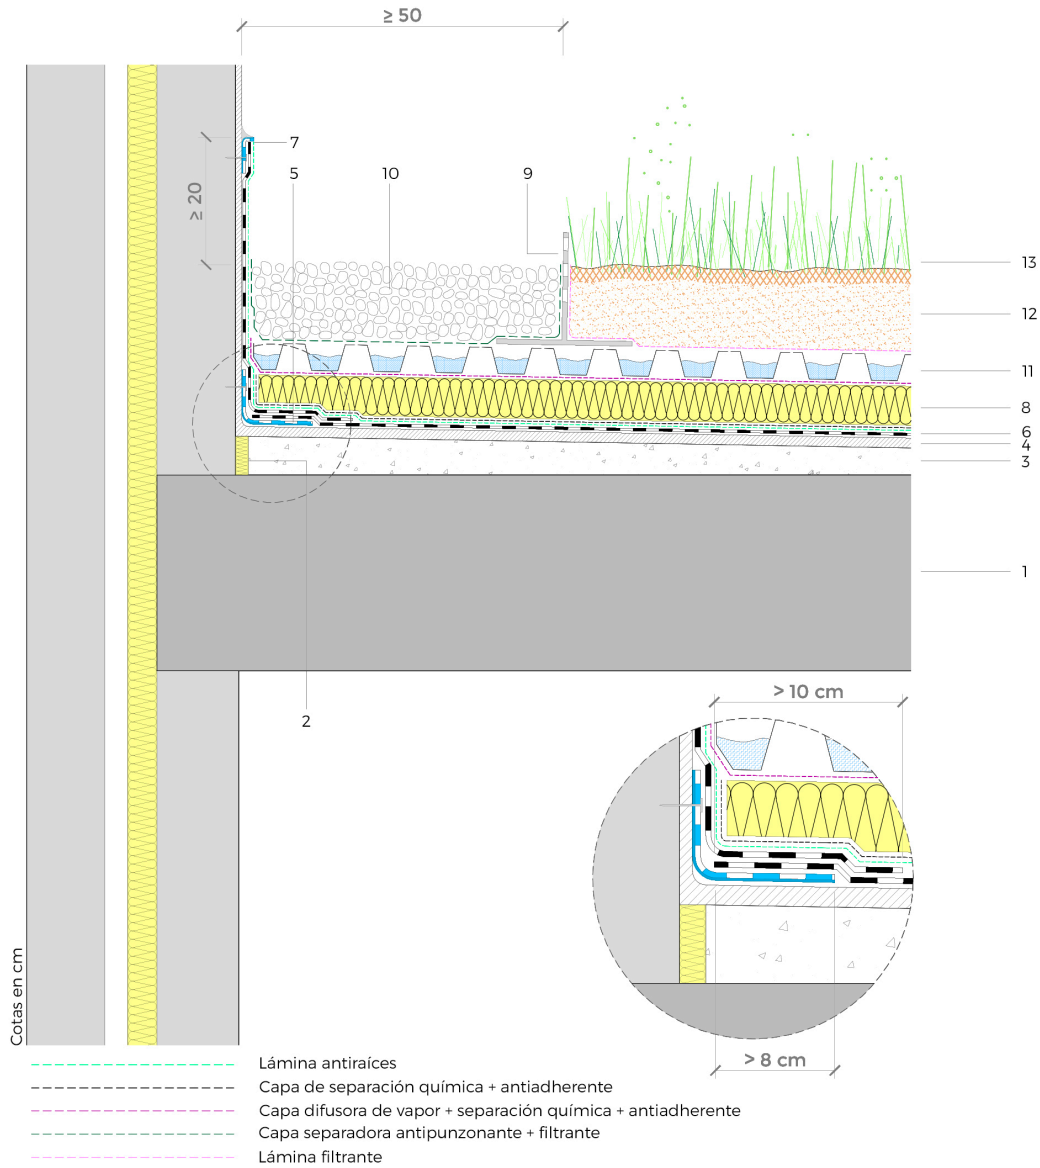 ≥ 50
7
5
10
9
≥ 20
13
12
11
8
6
4
3
1
2
> 10 cm
> 8 cm
Cotas en cm
Lámina antiraíces
Capa de separación química + antiadherente
Capa difusora de vapor + separación química + antiadherente
Capa separadora antipunzonante + filtrante
Lámina filtrante